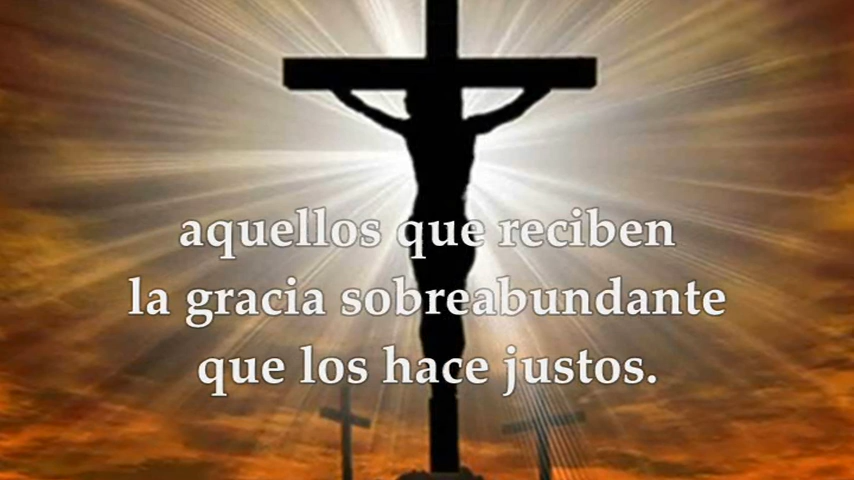 aquellos que reciben
la gracia sobreabundante
que los hace justos.